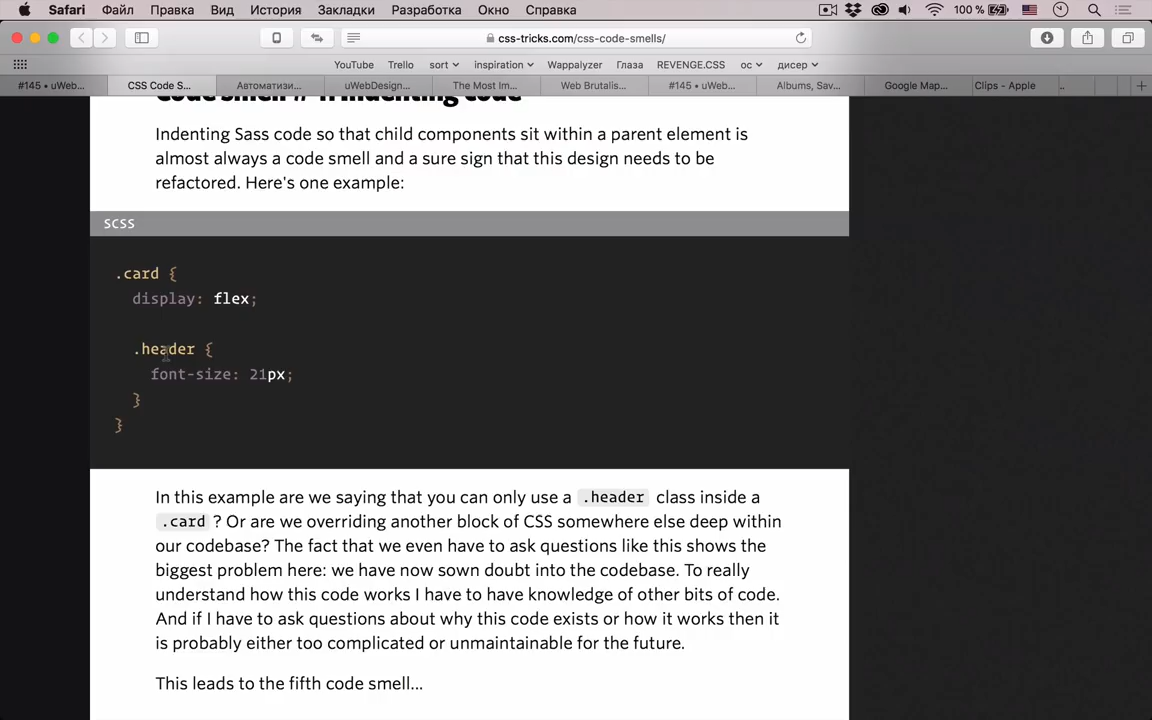 Safari Файл Правка Вид История Закладки Разработка Окно Справка 100 %
css-tricks.com/css-code-smells/
YouTube Trello sort inspiration Wappalyzer Глаза REVENGE.CSS ос дисер
#145 • uWeb... CSS Code S... Автоматизи... uWebDesign... The Most Im... Web Brutalis... #145 • uWeb... Albums, Sav... Google Map... Clips - Apple ..
Indenting Sass code so that child components sit within a parent element is
almost always a code smell and a sure sign that this design needs to be
refactored. Here's one example:
SCSS
.card {
display: flex;
.header {
font-size: 21px;
}
}
In this example are we saying that you can only use a .header class inside a
.card ? Or are we overriding another block of CSS somewhere else deep within
our codebase? The fact that we even have to ask questions like this shows the
biggest problem here: we have now sown doubt into the codebase. To really
understand how this code works I have to have knowledge of other bits of code.
And if I have to ask questions about why this code exists or how it works then it
is probably either too complicated or unmaintainable for the future.
This leads to the fifth code smell...